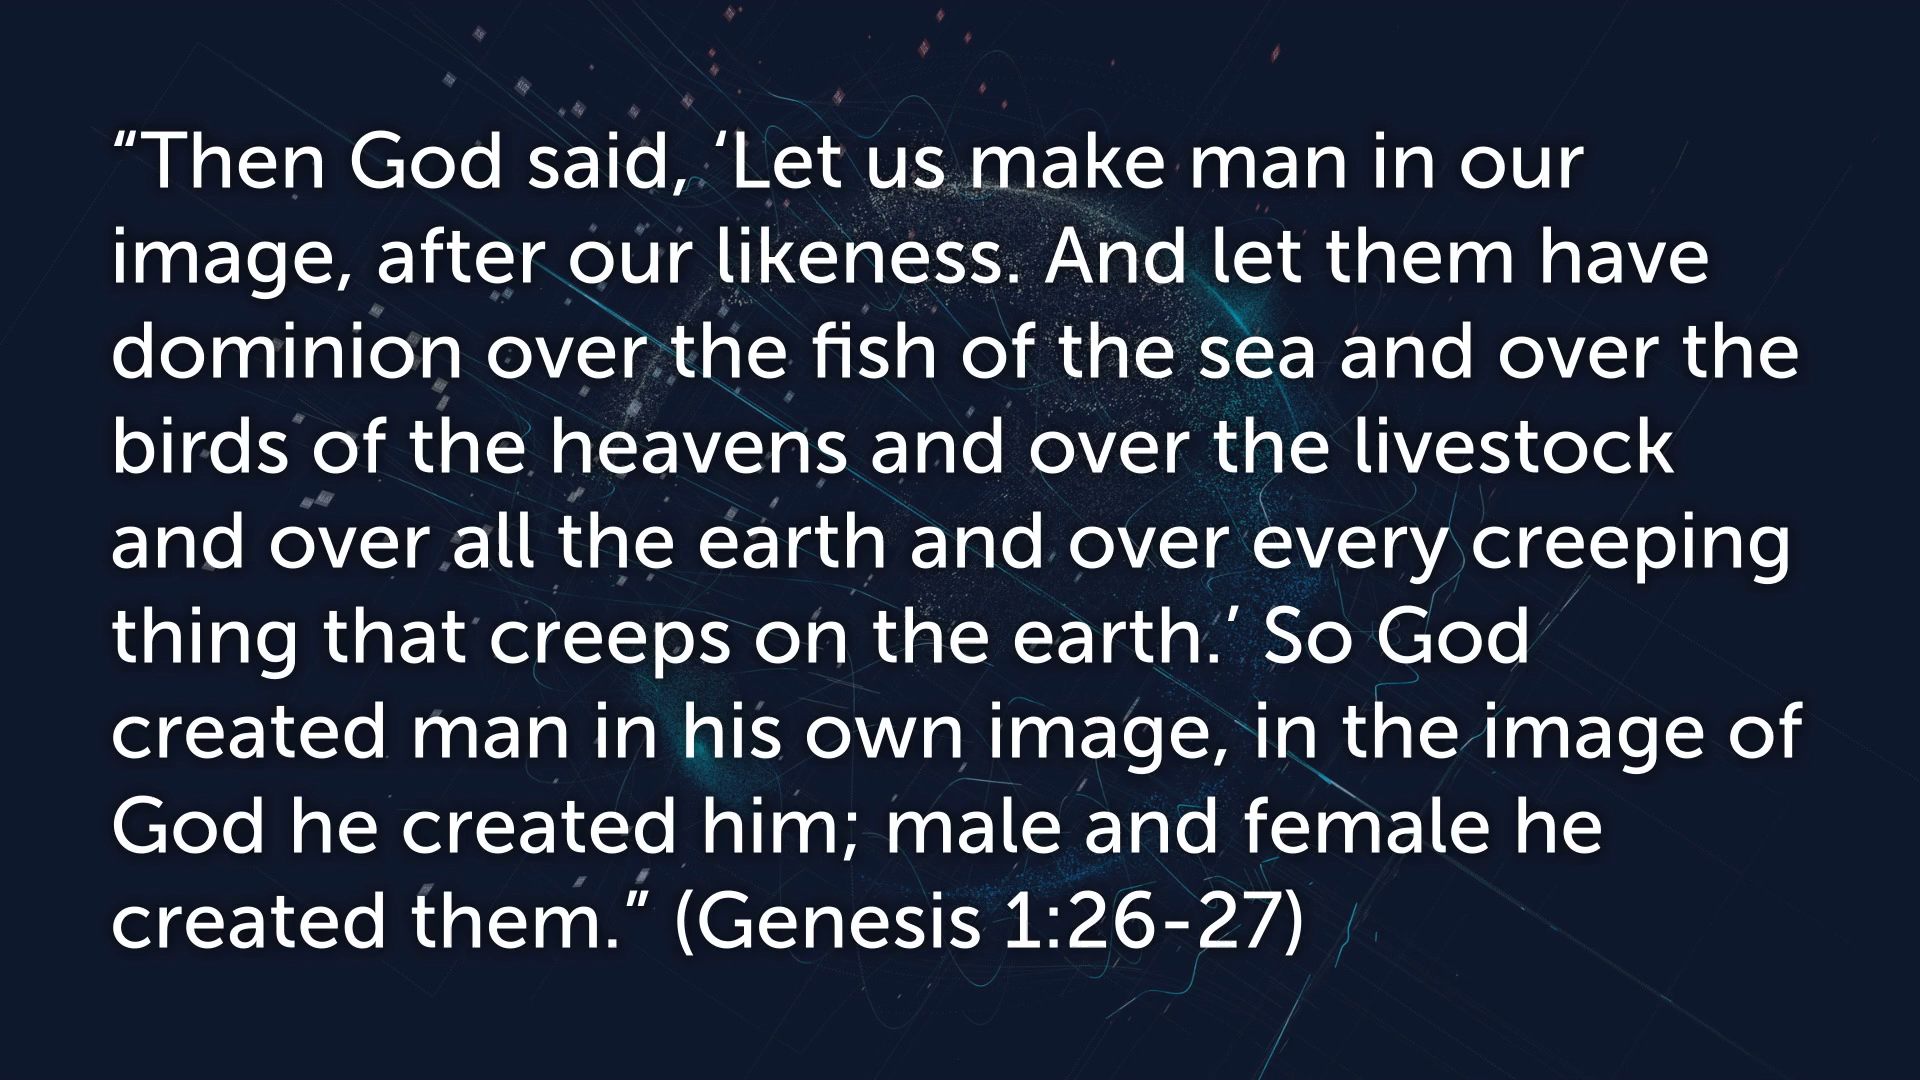 “Then God said, ‘Let us make man in our
image, after our likeness. And let them have
dominion over the fish of the sea and over the
birds of the heavens and over the livestock
and over all the earth and over every creeping
thing that creeps on the earth.’ So God
created man in his own image, in the image of
God he created him; male and female he
created them.” (Genesis 1:26-27)